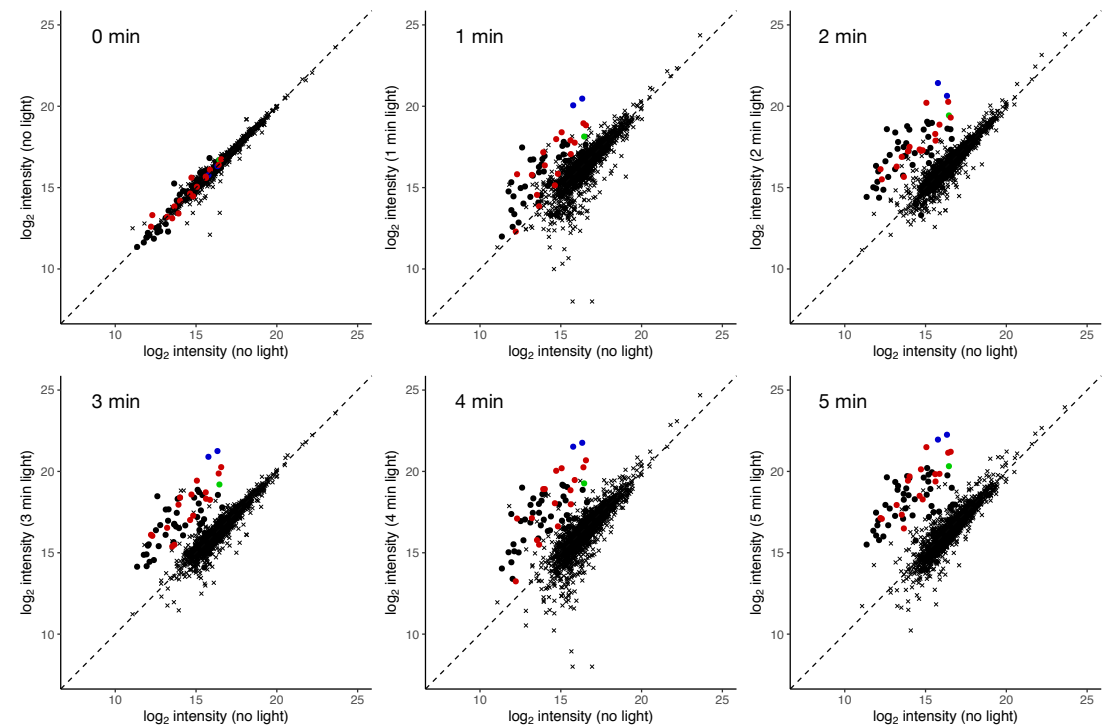 0 min
25
20
15
10
10 15 20 25
log₂ intensity (no light)
log₂ intensity (no light)
1 min
25
20
15
10
10 15 20 25
log₂ intensity (1 min light)
log₂ intensity (no light)
2 min
25
20
15
10
10 15 20 25
log₂ intensity (2 min light)
log₂ intensity (no light)
3 min
25
20
15
10
10 15 20 25
log₂ intensity (3 min light)
log₂ intensity (no light)
4 min
25
20
15
10
10 15 20 25
log₂ intensity (4 min light)
log₂ intensity (no light)
5 min
25
20
15
10
10 15 20 25
log₂ intensity (5 min light)
log₂ intensity (no light)